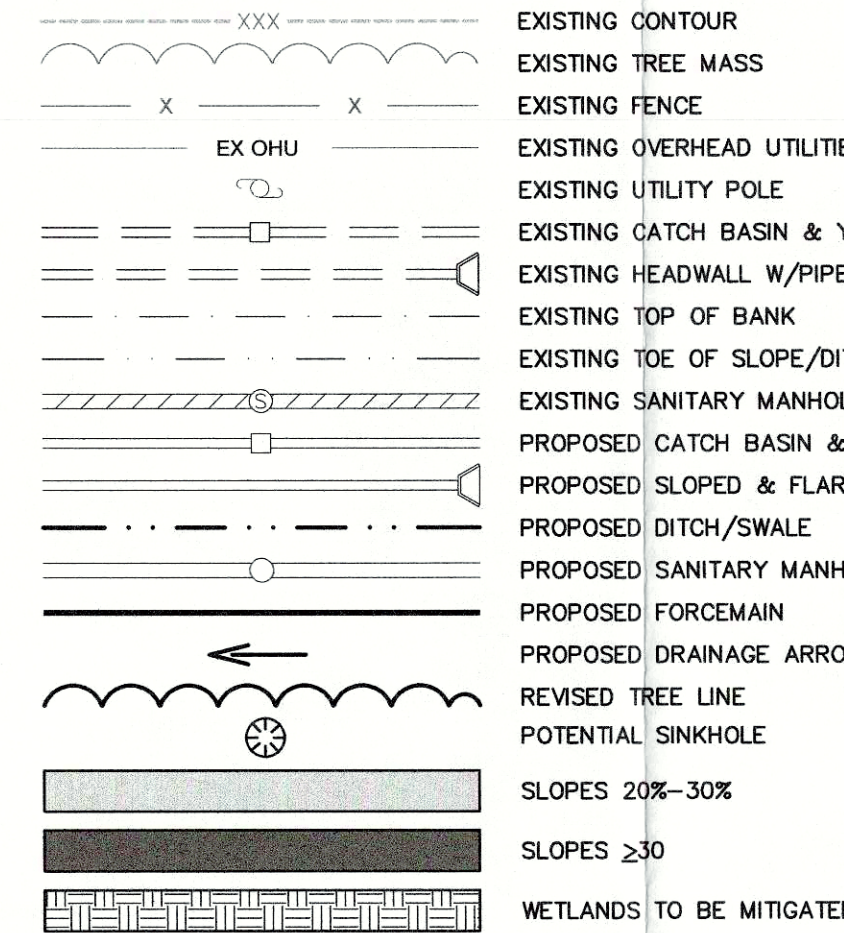 XXX EXISTING CONTOUR
EXISTING TREE MASS
X X EXISTING FENCE
EX OHU EXISTING OVERHEAD UTILITIE
EXISTING UTILITY POLE
EXISTING CATCH BASIN & Y
EXISTING HEADWALL W/PIPE
EXISTING TOP OF BANK
EXISTING TOE OF SLOPE/DIT
S EXISTING SANITARY MANHOL
PROPOSED CATCH BASIN &
PROPOSED SLOPED & FLAR
PROPOSED DITCH/SWALE
PROPOSED SANITARY MANH
PROPOSED FORCEMAIN
PROPOSED DRAINAGE ARRO
REVISED TREE LINE
POTENTIAL SINKHOLE
SLOPES 20%-30%
SLOPES ≥30
WETLANDS TO BE MITIGATE